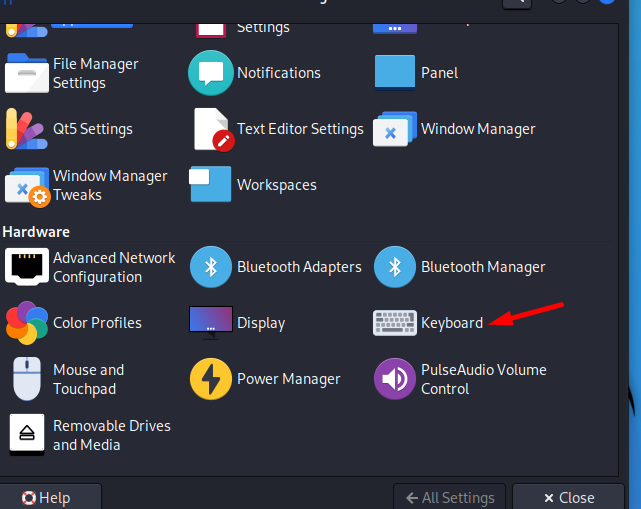 Settings
File Manager
Settings
Notifications
Panel
Qt5 Settings
Text Editor Settings
Window Manager
Window Manager
Tweaks
Workspaces
Hardware
Advanced Network
Configuration
Bluetooth Adapters
Bluetooth Manager
Color Profiles
Display
Keyboard
Mouse and
Touchpad
Power Manager
PulseAudio Volume
Control
Removable Drives
and Media
Help
All Settings
Close